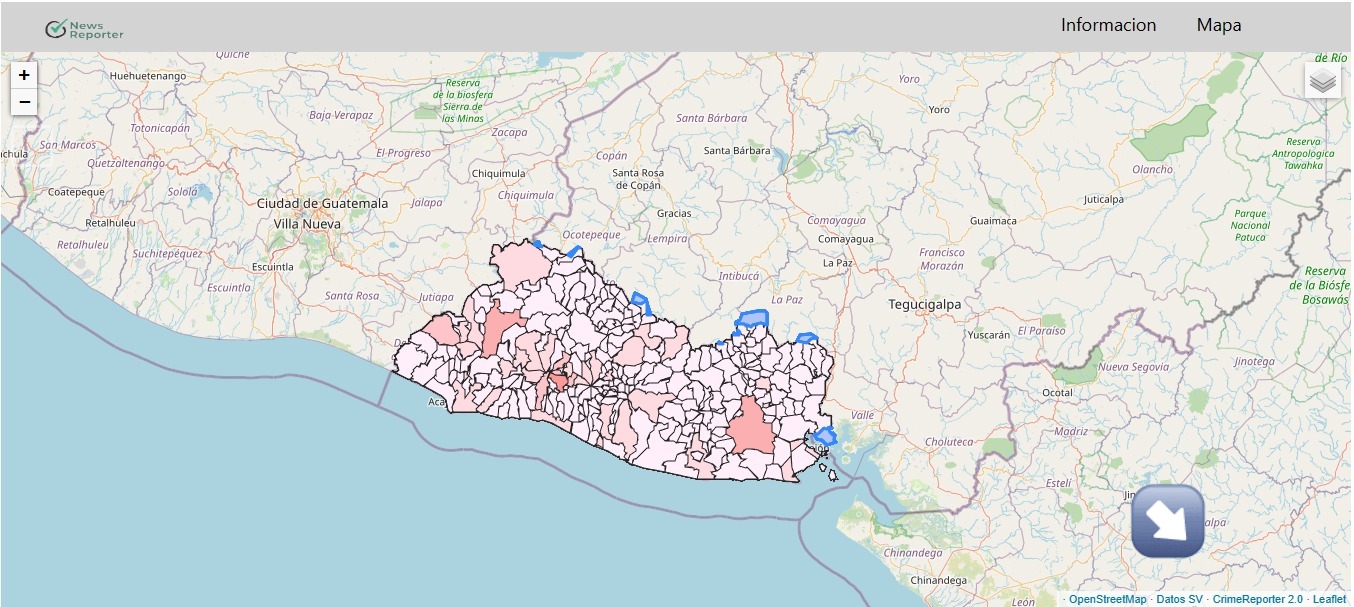 News
Reporter
Informacion
Mapa
+
−
Quiche
Huehuetenango
Reserva
de la biosfera
Sierra de
las Minas
Yoro
de Río
Baja-Verapaz
Yoro
Totonicapán
Zacapa
Santa Bárbara
San Marcos
El-Progreso
Copán
Santa Bárbara
Reserva
Antropologica
Tawahka
chula
Quetzaltenango
Chiquimula
Santa Rosa
de Copán
Olancho
Coatepeque
Sololá
Ciudad de Guatemala
Jalapa
Chiquimula
Juticalpa
Retalhuleu
Villa Nueva
Gracias
Comayagua
Guaimaca
Parque
Nacional
Patuca
Retalhuleu
Suchitepéquez
Ocotepeque
Lempira
Comayagua
Francisco
Morazán
Escuintla
Intibucá
La Paz
Reserva
de la Biósfe
Bosawás
Escuintla
Santa Rosa
Jutiapa
La Paz
Tegucigalpa
Yuscarán
El Paraíso
Jinotega
Nueva Segovia
Ocotal
Aca
Valle
Choluteca
Madriz
Estelí
Jin
alpa
Chinandega
Chinandega
León
· OpenStreetMap · Datos SV · CrimeReporter 2.0 · Leaflet